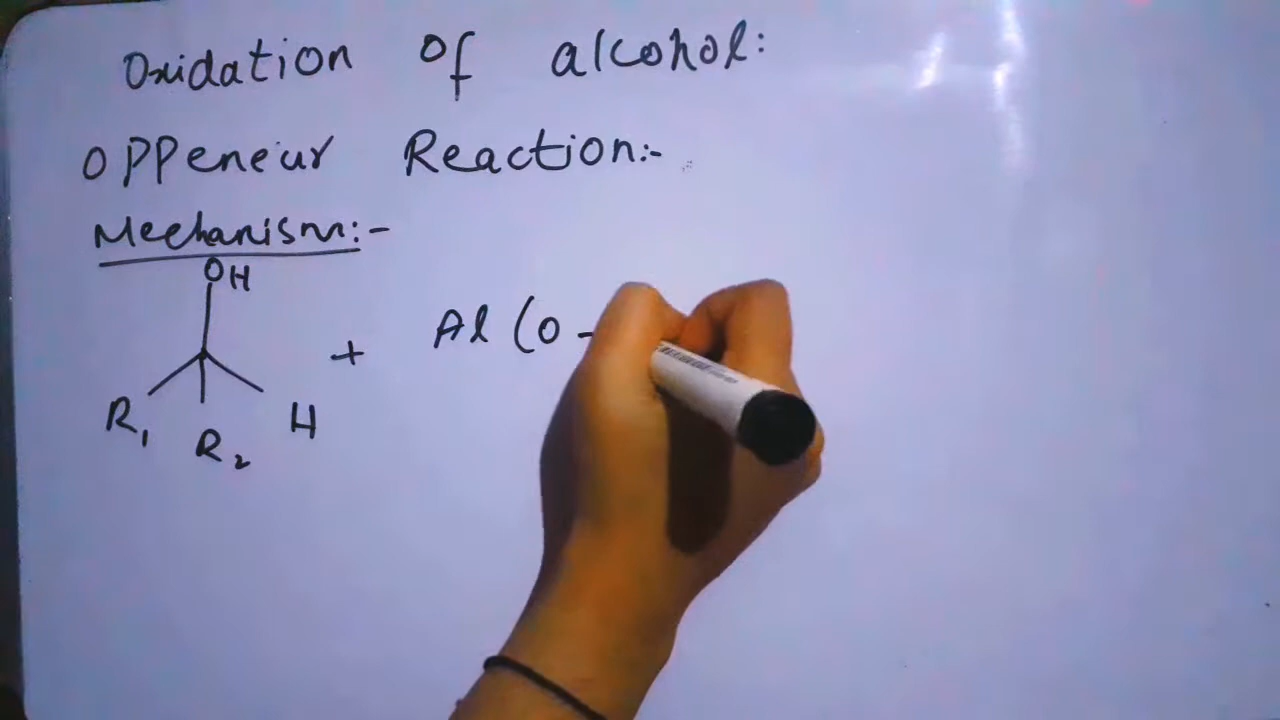 Oxidation of alcohol:
oppeneur Reaction:-
Mechanism:-
OH
+ Al (O -
R1 R2 H